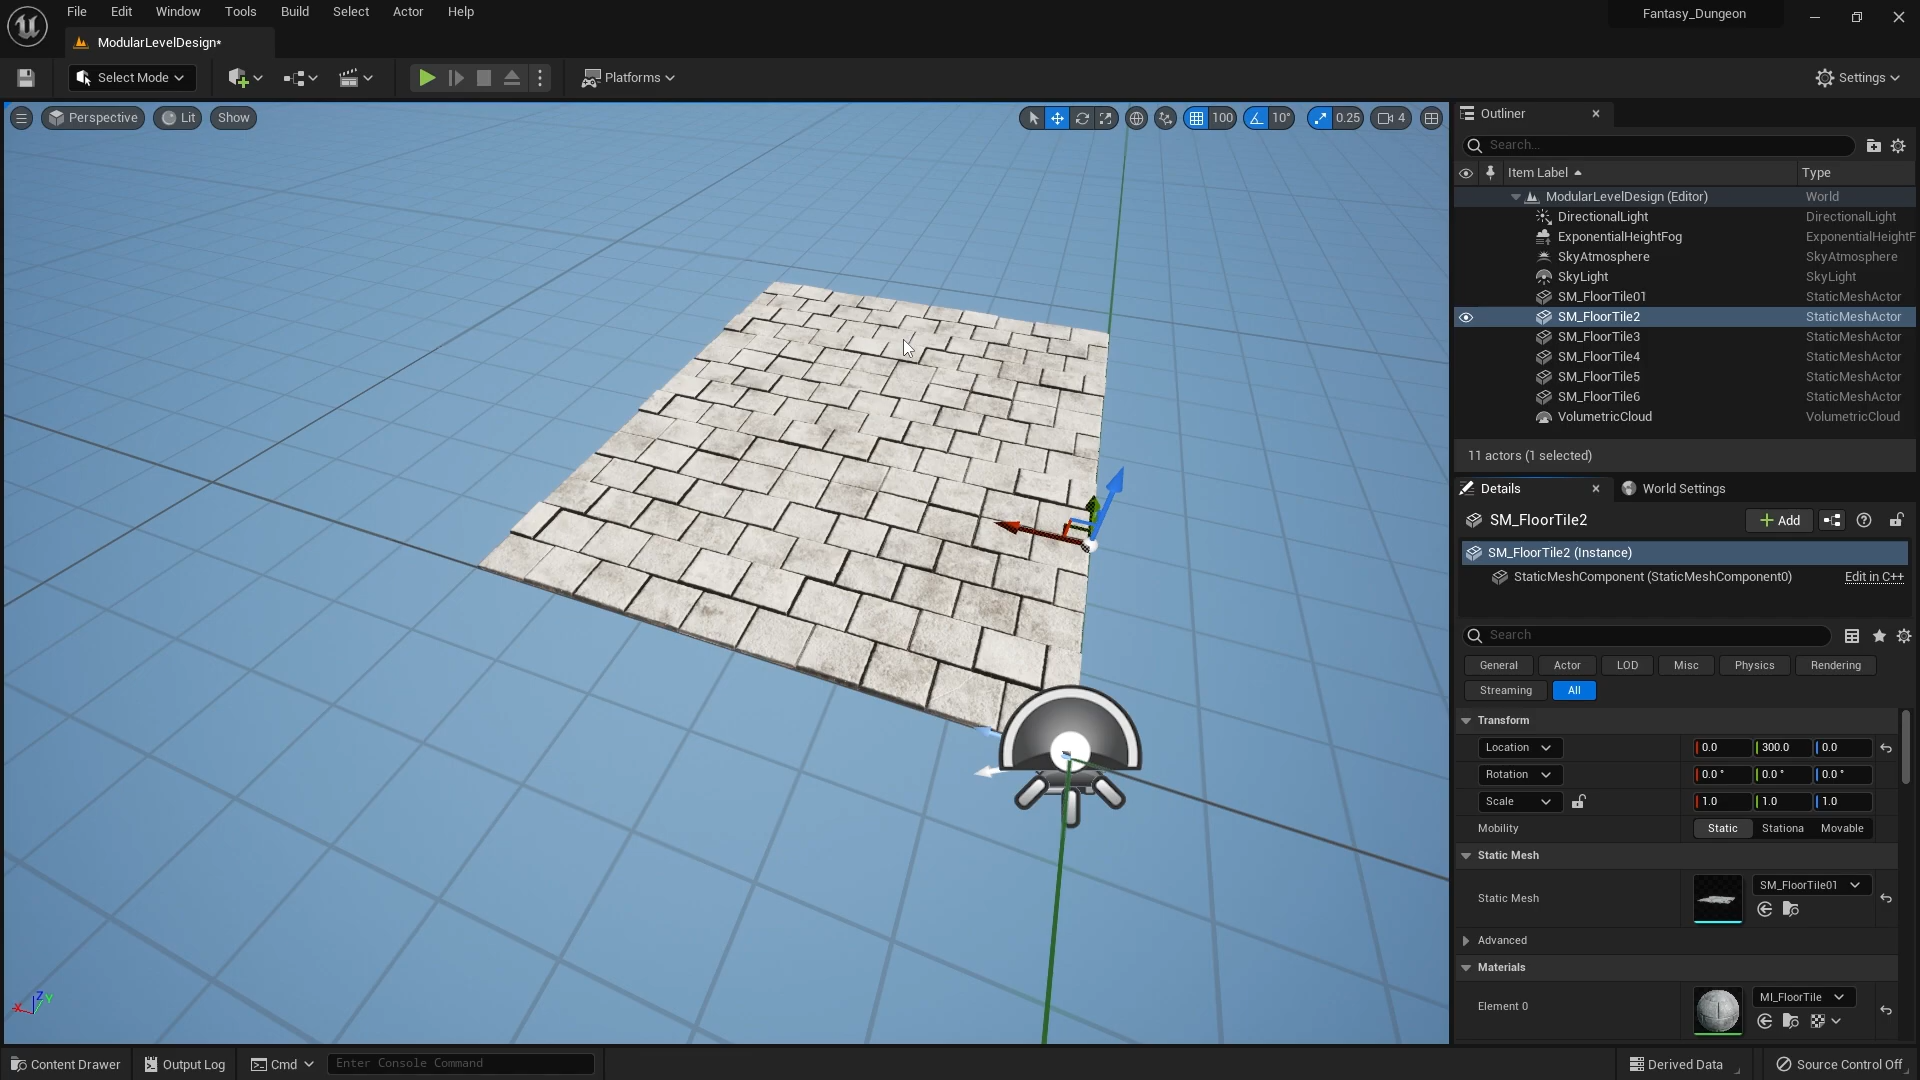 File Edit Window Tools Build Select Actor Help
Fantasy_Dungeon
ModularLevelDesign*
Select Mode
Platforms
Settings
Perspective Lit Show
100 10° 0.25 4
Outliner
Search...
Item Label Type
ModularLevelDesign (Editor) World
DirectionalLight DirectionalLight
ExponentialHeightFog ExponentialHeightF
SkyAtmosphere SkyAtmosphere
SkyLight SkyLight
SM_FloorTile01 StaticMeshActor
SM_FloorTile2 StaticMeshActor
SM_FloorTile3 StaticMeshActor
SM_FloorTile4 StaticMeshActor
SM_FloorTile5 StaticMeshActor
SM_FloorTile6 StaticMeshActor
VolumetricCloud VolumetricCloud
11 actors (1 selected)
Details World Settings
SM_FloorTile2 Add
SM_FloorTile2 (Instance)
StaticMeshComponent (StaticMeshComponent0) Edit in C++
Search
General Actor LOD Misc Physics Rendering
Streaming All
Transform
Location 0.0 300.0 0.0
Rotation 0.0 ° 0.0 ° 0.0 °
Scale 1.0 1.0 1.0
Mobility Static Stationa Movable
Static Mesh
Static Mesh SM_FloorTile01
Advanced
Materials
Element 0 MI_FloorTile
X Z Y
Content Drawer Output Log Cmd Enter Console Command Derived Data Source Control Off